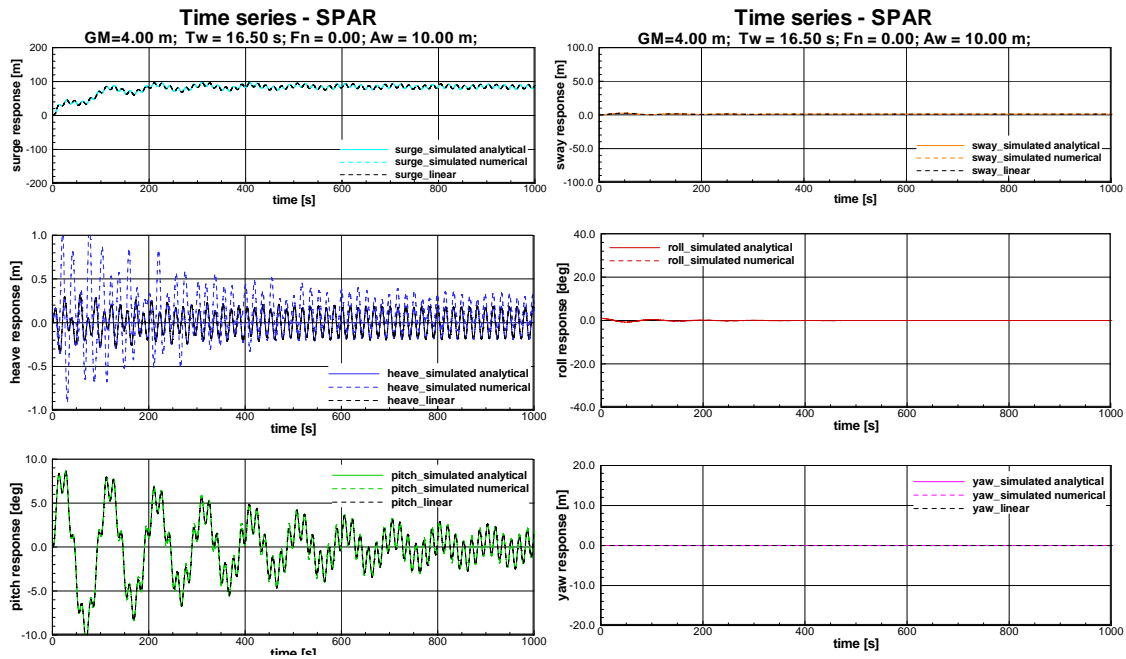 Time series - SPAR
GM=4.00 m; Tw = 16.50 s; Fn = 0.00; Aw = 10.00 m;
200
100
0
-100
-200
surge response [m]
surge_simulated analytical
surge_simulated numerical
surge_linear
0 200 400 600 800 1000
time [s]
1.0
0.5
0.0
-0.5
-1.0
heave response [m]
heave_simulated analytical
heave_simulated numerical
heave_linear
0 200 400 600 800 1000
time [s]
10.0
5.0
0.0
-5.0
-10.0
pitch response [deg]
pitch_simulated analytical
pitch_simulated numerical
pitch_linear
0 200 400 600 800 1000
time [s]
Time series - SPAR
GM=4.00 m; Tw = 16.50 s; Fn = 0.00; Aw = 10.00 m;
100.0
50.0
0.0
-50.0
-100.0
sway response [m]
sway_simulated analytical
sway_simulated numerical
sway_linear
0 200 400 600 800 1000
time [s]
40.0
20.0
0.0
-20.0
-40.0
roll response [deg]
roll_simulated analytical
roll_simulated numerical
0 200 400 600 800 1000
time [s]
20.0
10.0
0.0
-10.0
-20.0
yaw response [m]
yaw_simulated analytical
yaw_simulated numerical
yaw_linear
0 200 400 600 800 1000
time [s]